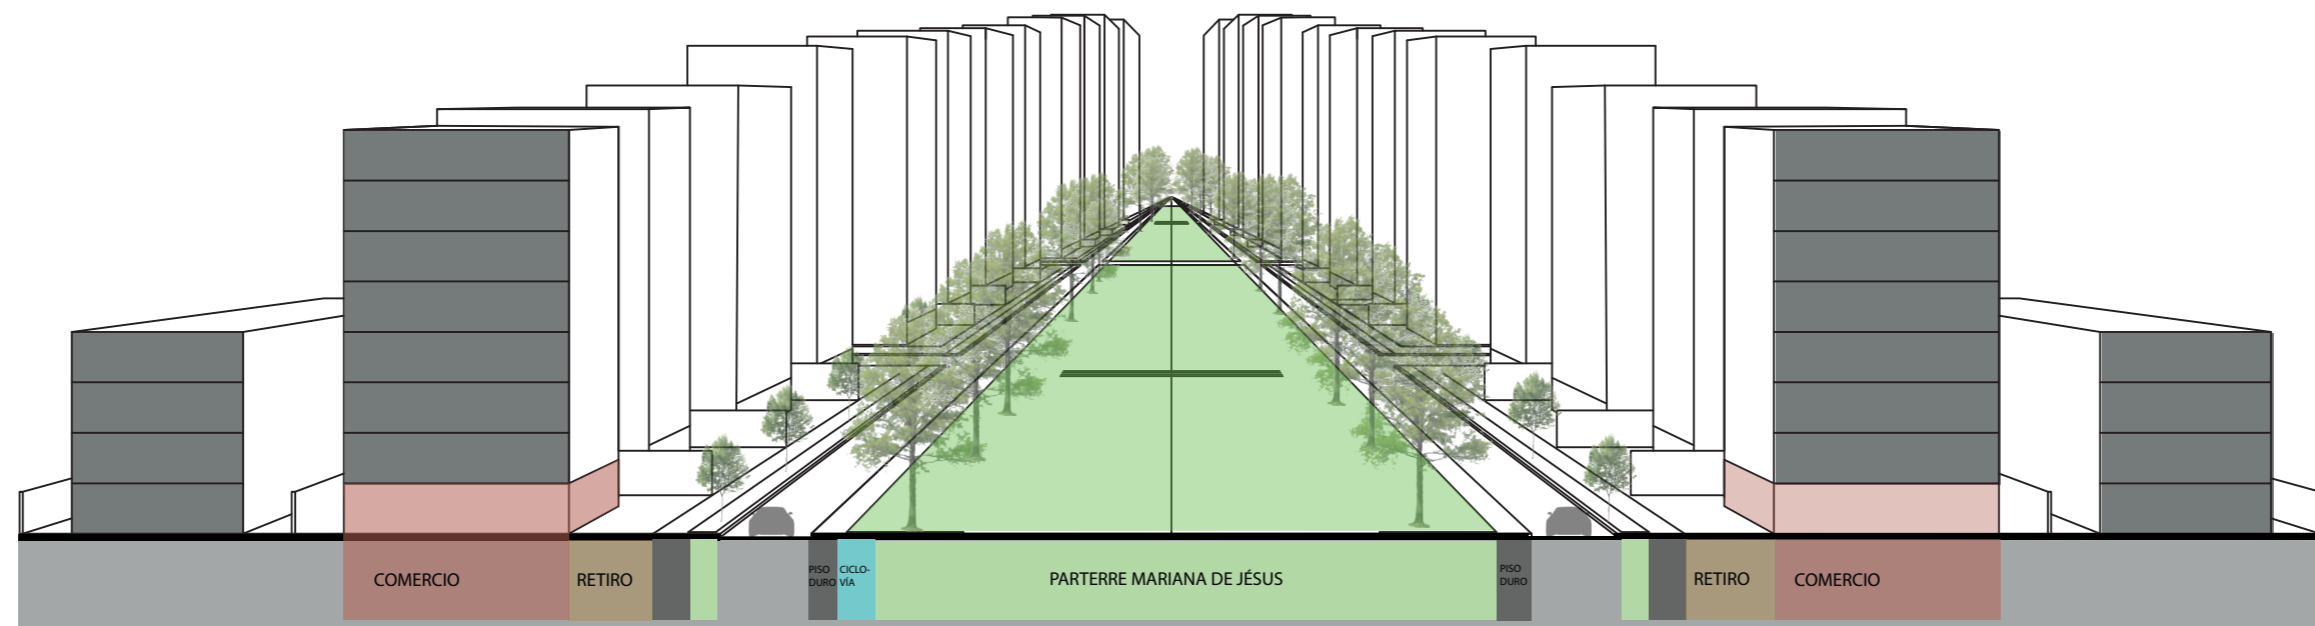 COMERCIO
RETIRO
PISO
DURO
CICLO-
VÍA
PARTERRE MARIANA DE JÉSUS
PISO
DURO
RETIRO
COMERCIO